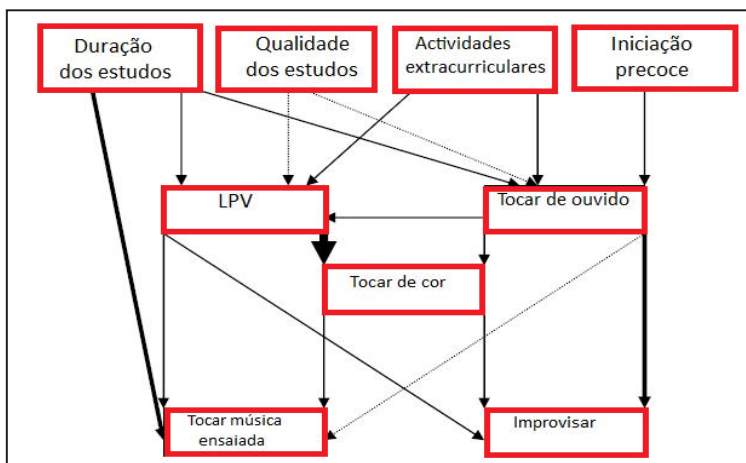 Duração
dos estudos
Qualidade
dos estudos
Actividades
extracurriculares
Iniciação
precoce
LPV
Tocar de ouvido
Tocar de cor
Tocar música
ensaiada
Improvisar